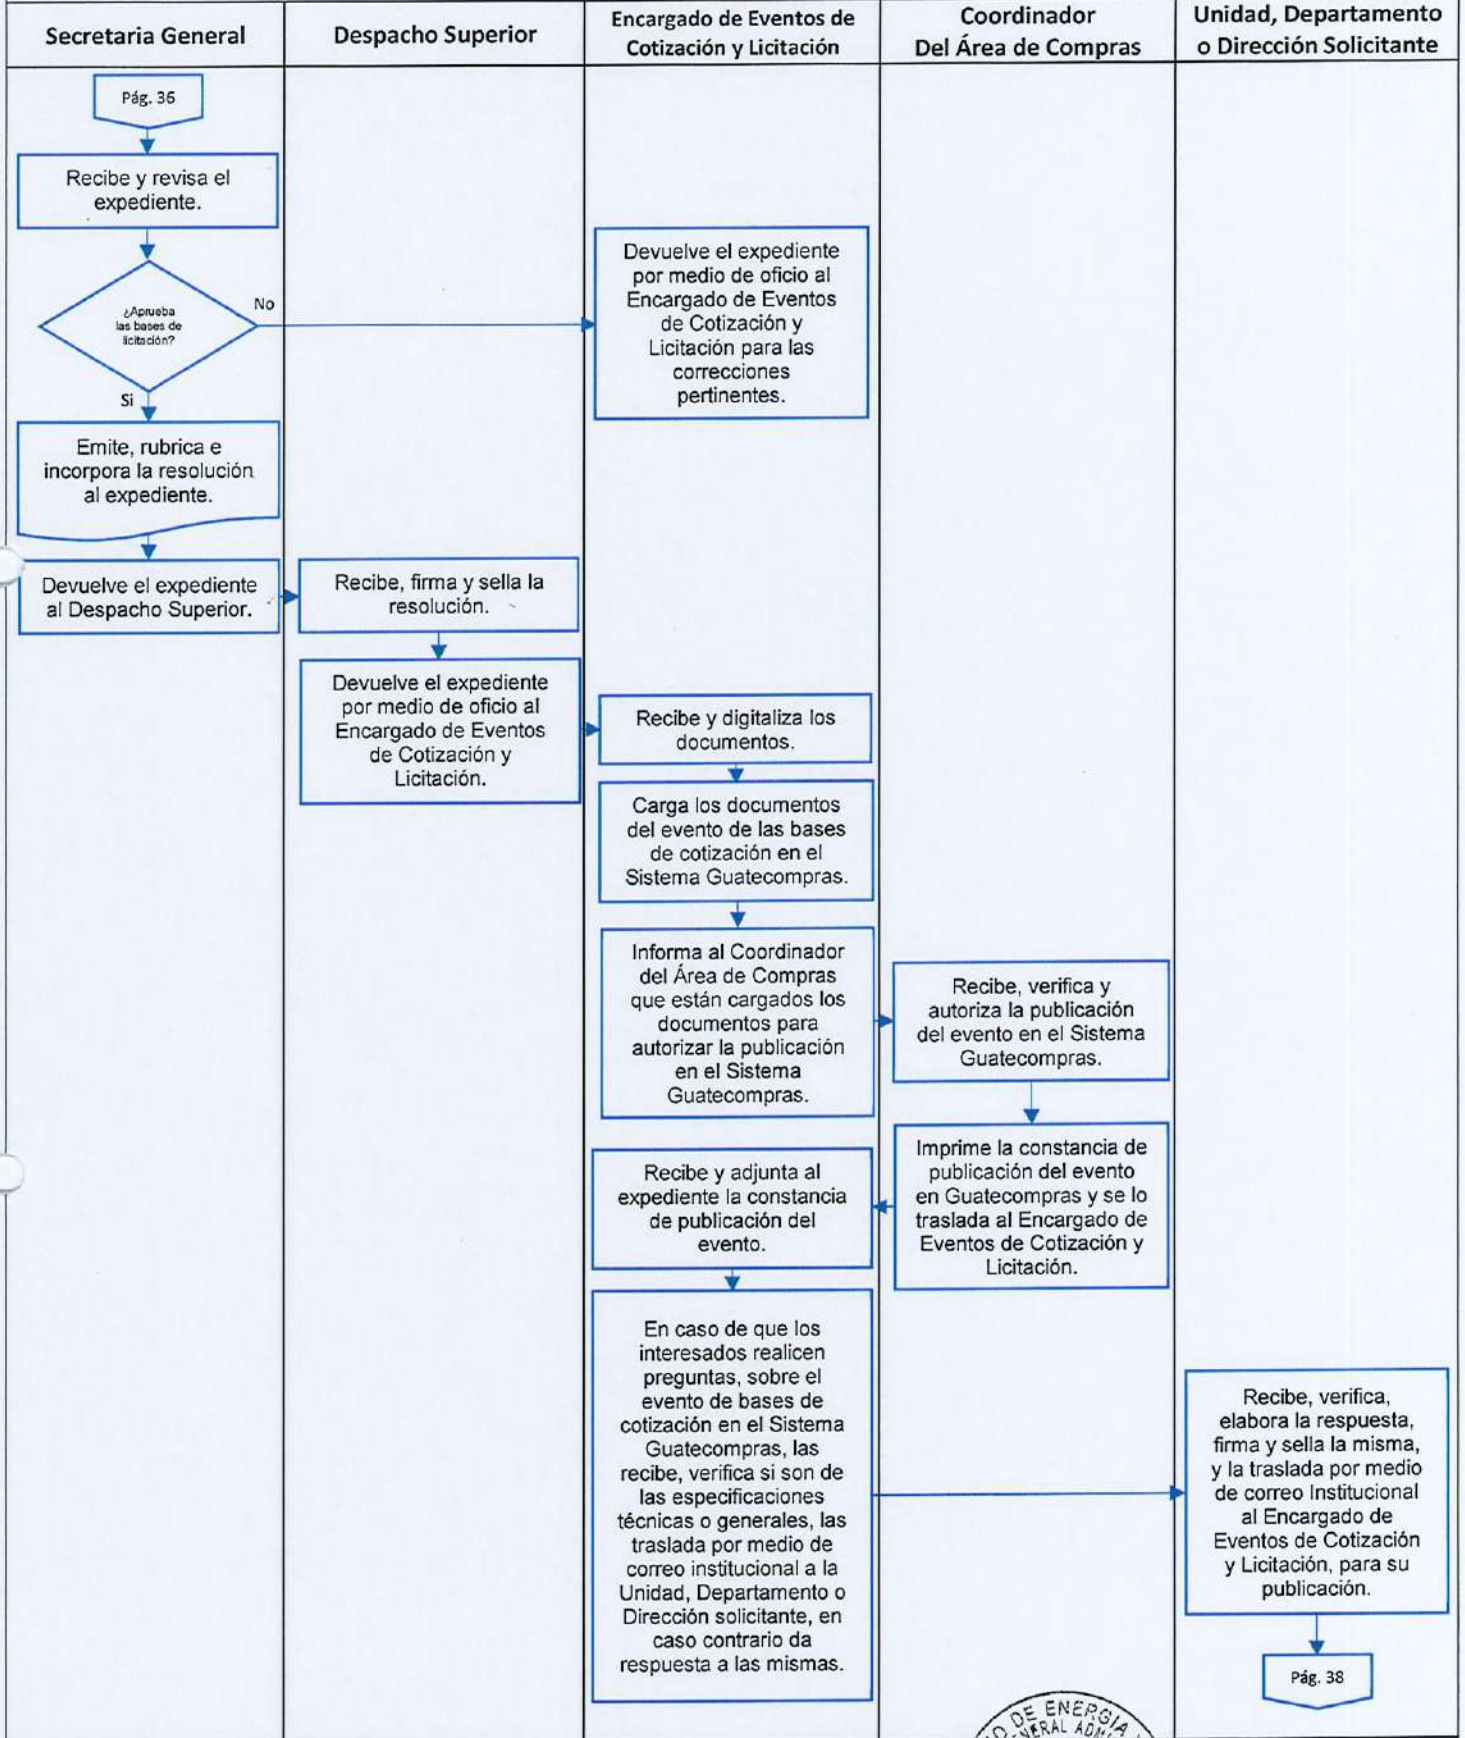 Secretaria General
Despacho Superior
Encargado de Eventos de
Cotización y Licitación
Coordinador
Del Área de Compras
Unidad, Departamento
o Dirección Solicitante
Pág. 36
Recibe y revisa el
expediente.
¿Aprueba
las bases de
licitación?
No
Si
Devuelve el expediente
por medio de oficio al
Encargado de Eventos
de Cotización y
Licitación para las
correcciones
pertinentes.
Emite, rubrica e
incorpora la resolución
al expediente.
Devuelve el expediente
al Despacho Superior.
Recibe, firma y sella la
resolución.
Devuelve el expediente
por medio de oficio al
Encargado de Eventos
de Cotización y
Licitación.
Recibe y digitaliza los
documentos.
Carga los documentos
del evento de las bases
de cotización en el
Sistema Guatecompras.
Informa al Coordinador
del Área de Compras
que están cargados los
documentos para
autorizar la publicación
en el Sistema
Guatecompras.
Recibe, verifica y
autoriza la publicación
del evento en el Sistema
Guatecompras.
Imprime la constancia de
publicación del evento
en Guatecompras y se lo
traslada al Encargado de
Eventos de Cotización y
Licitación.
Recibe y adjunta al
expediente la constancia
de publicación del
evento.
En caso de que los
interesados realicen
preguntas, sobre el
evento de bases de
cotización en el Sistema
Guatecompras, las
recibe, verifica si son de
las especificaciones
técnicas o generales, las
traslada por medio de
correo institucional a la
Unidad, Departamento o
Dirección solicitante, en
caso contrario da
respuesta a las mismas.
Recibe, verifica,
elabora la respuesta,
firma y sella la misma,
y la traslada por medio
de correo Institucional
al Encargado de
Eventos de Cotización
y Licitación, para su
publicación.
Pág. 38
DE ENERGIA